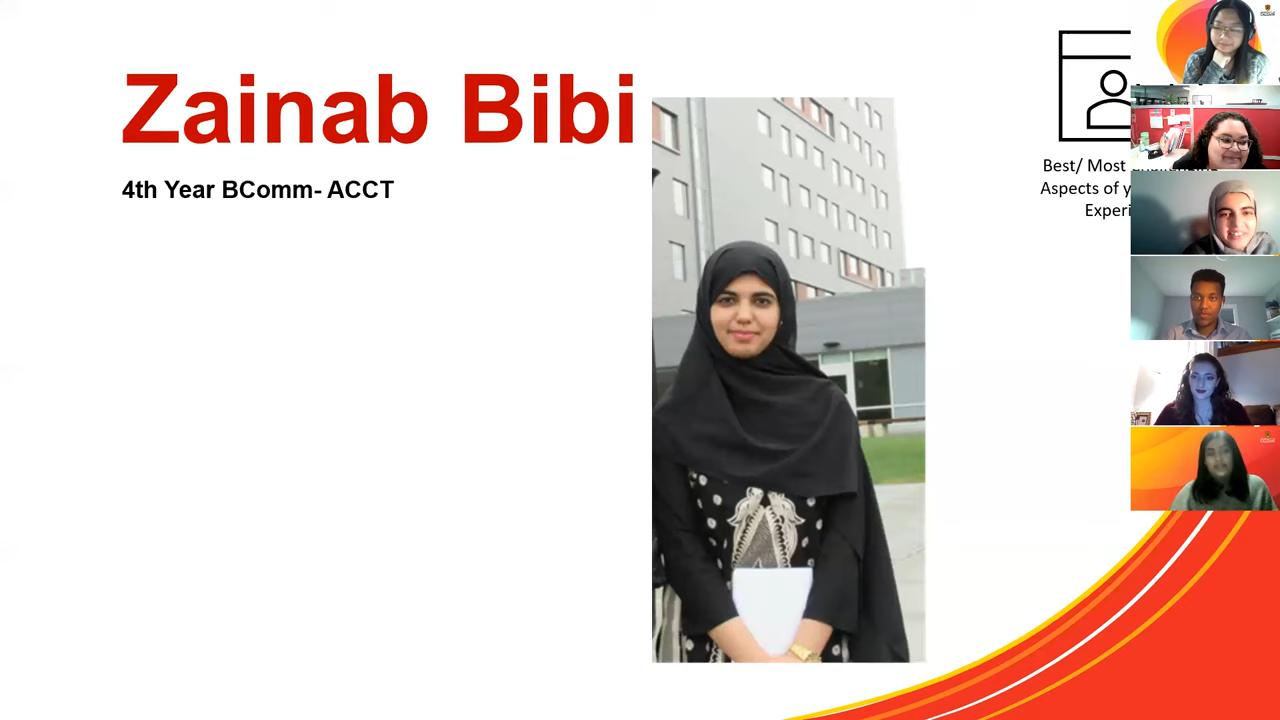 Zainab Bibi
4th Year BComm- ACCT
Best/ Most
Aspects of
Experi